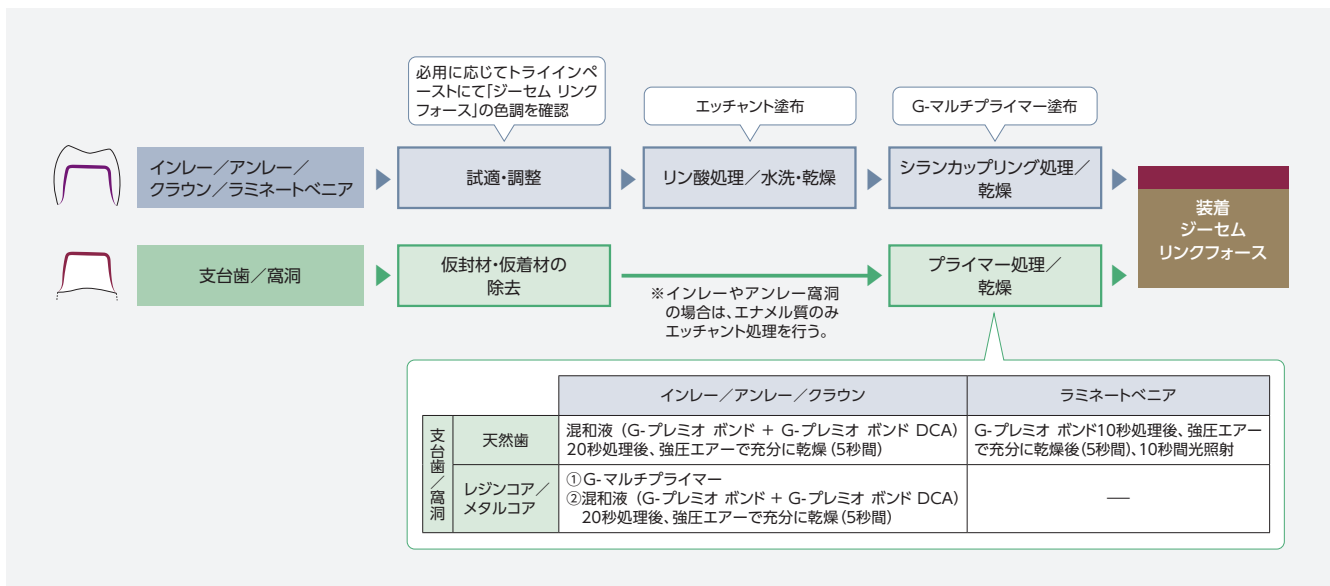 必用に応じてトライインペ
ーストにて「ジーセム リンク
フォース」の色調を確認
エッチャント塗布
G-マルチプライマー塗布
インレー／アンレー／
クラウン／ラミネートベニア
試適・調整
リン酸処理／水洗・乾燥
シランカップリング処理／
乾燥
装着
ジーセム
リンクフォース
支台歯／窩洞
仮封材・仮着材の
除去
※インレーやアンレー窩洞
の場合は、エナメル質のみ
エッチャント処理を行う。
プライマー処理／
乾燥
インレー／アンレー／クラウン
ラミネートベニア
支台歯／窩洞
天然歯
混和液（G-プレミオ ボンド + G-プレミオ ボンド DCA）
20秒処理後、強圧エアーで充分に乾燥（5秒間）
G-プレミオ ボンド10秒処理後、強圧エアー
で充分に乾燥後（5秒間）、10秒間光照射
レジンコア／
メタルコア
①G-マルチプライマー
②混和液（G-プレミオ ボンド + G-プレミオ ボンド DCA）
20秒処理後、強圧エアーで充分に乾燥（5秒間）
―